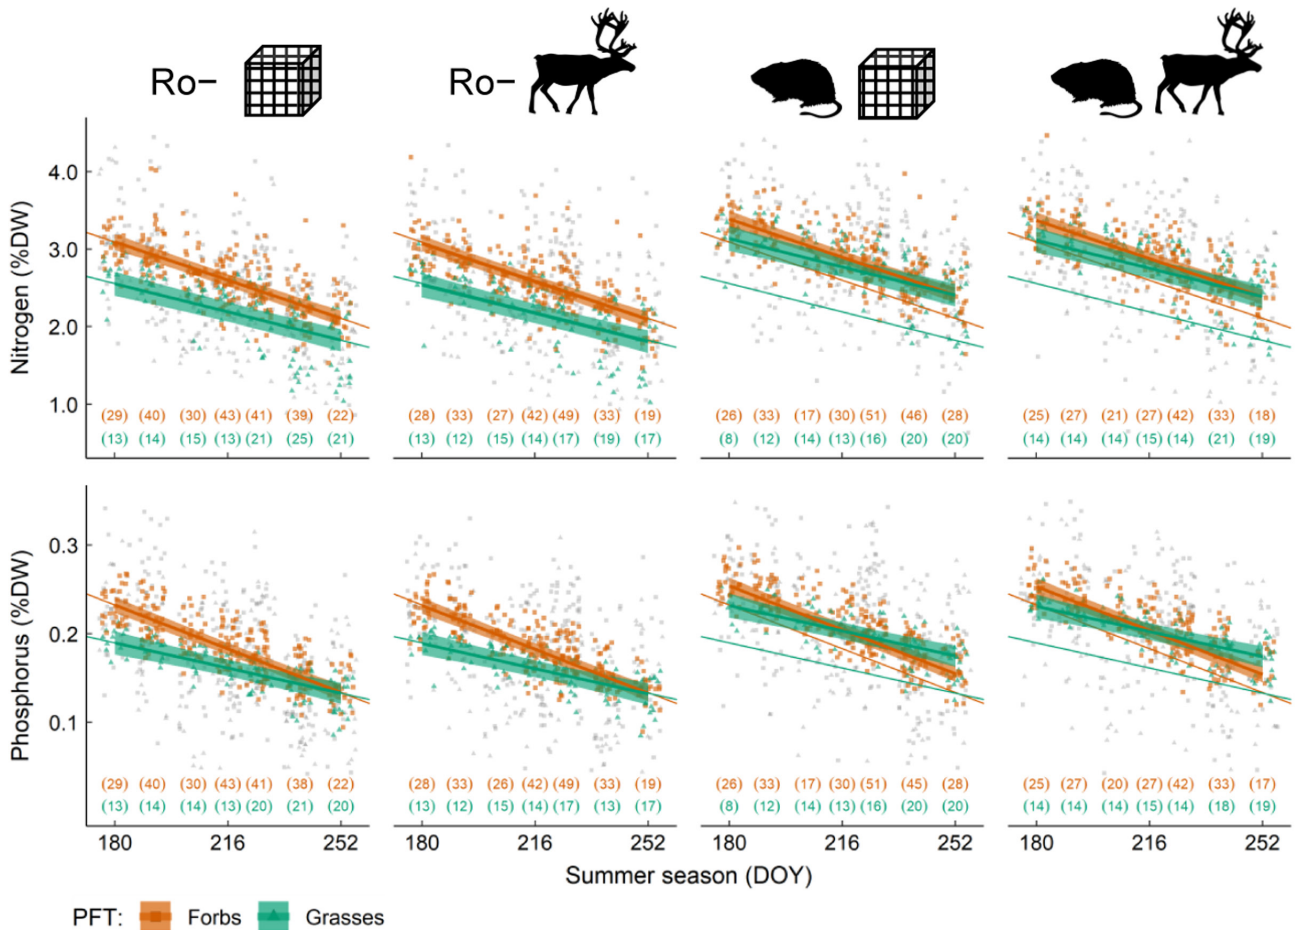 Ro− Ro−
Nitrogen (%DW)
4.0
3.0
2.0
1.0
(29) (40) (30) (43) (41) (39) (22) (28) (33) (27) (42) (49) (33) (19) (26) (33) (17) (30) (51) (46) (28) (25) (27) (21) (27) (42) (33) (18)
(13) (14) (15) (13) (21) (25) (21) (13) (12) (15) (14) (17) (19) (17) (8) (12) (14) (13) (16) (20) (20) (14) (14) (14) (15) (14) (21) (19)
Phosphorus (%DW)
0.3
0.2
0.1
(29) (40) (30) (43) (41) (38) (22) (28) (33) (26) (42) (49) (33) (19) (26) (33) (17) (30) (51) (45) (28) (25) (27) (20) (27) (42) (33) (17)
(13) (14) (14) (13) (20) (21) (20) (13) (12) (15) (14) (17) (13) (17) (8) (12) (14) (13) (16) (20) (20) (14) (14) (14) (15) (14) (18) (19)
180 216 252 180 216 252 180 216 252 180 216 252
Summer season (DOY)
PFT: Forbs Grasses